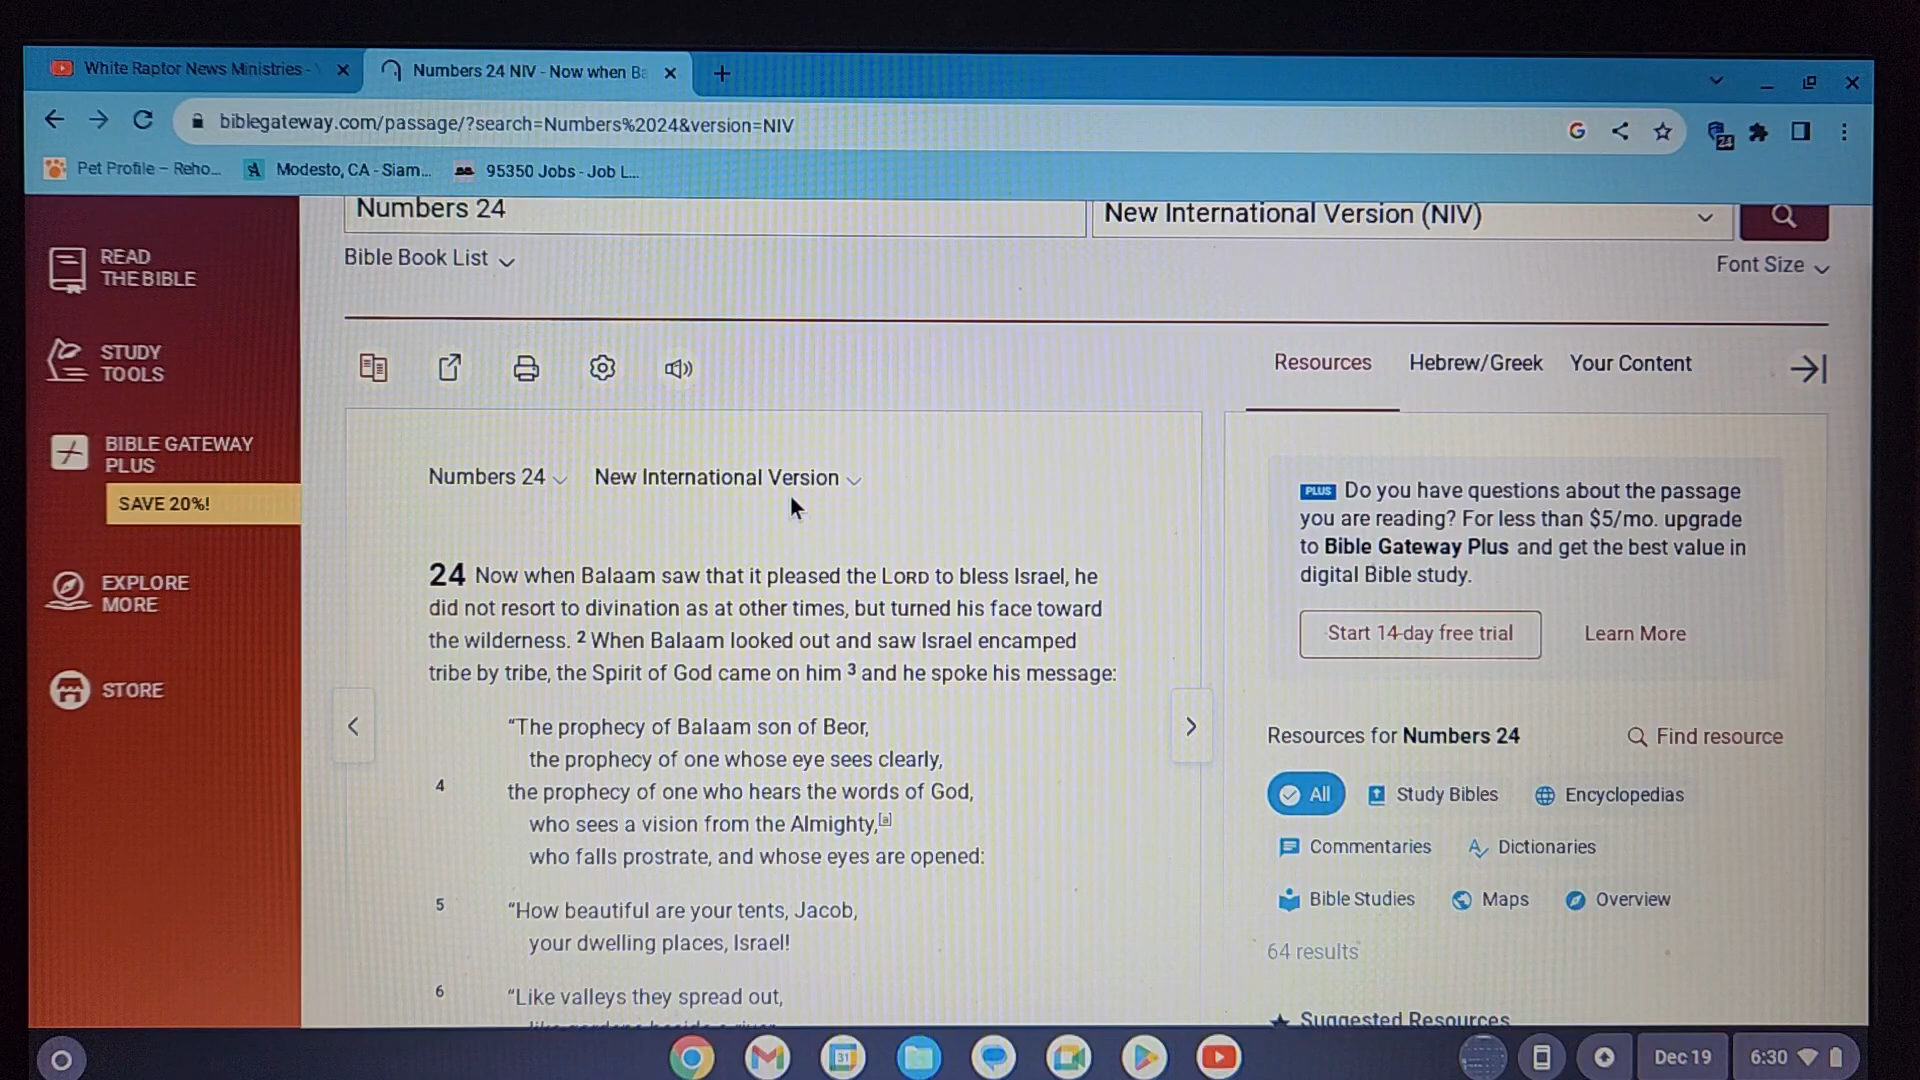 White Raptor News Ministries -
Numbers 24 NIV - Now when Ba
biblegateway.com/passage/?search=Numbers%2024&version=NIV
24
Pet Profile – Reho...
Modesto, CA - Siam...
95350 Jobs - Job L...
Numbers 24
New International Version (NIV)
Bible Book List
Font Size
READ
THE BIBLE
STUDY
TOOLS
BIBLE GATEWAY
PLUS
SAVE 20%!
EXPLORE
MORE
STORE
Resources Hebrew/Greek Your Content
Numbers 24 New International Version
24 Now when Balaam saw that it pleased the LORD to bless Israel, he
did not resort to divination as at other times, but turned his face toward
the wilderness. 2 When Balaam looked out and saw Israel encamped
tribe by tribe, the Spirit of God came on him 3 and he spoke his message:
“The prophecy of Balaam son of Beor,
the prophecy of one whose eye sees clearly,
4 the prophecy of one who hears the words of God,
who sees a vision from the Almighty,[a]
who falls prostrate, and whose eyes are opened:
5 “How beautiful are your tents, Jacob,
your dwelling places, Israel!
6 “Like valleys they spread out,
PLUS Do you have questions about the passage
you are reading? For less than $5/mo. upgrade
to Bible Gateway Plus and get the best value in
digital Bible study.
Start 14-day free trial
Learn More
Resources for Numbers 24
Find resource
All Study Bibles Encyclopedias
Commentaries Dictionaries
Bible Studies Maps Overview
64 results
Suggested Resources
31
Dec 19
6:30